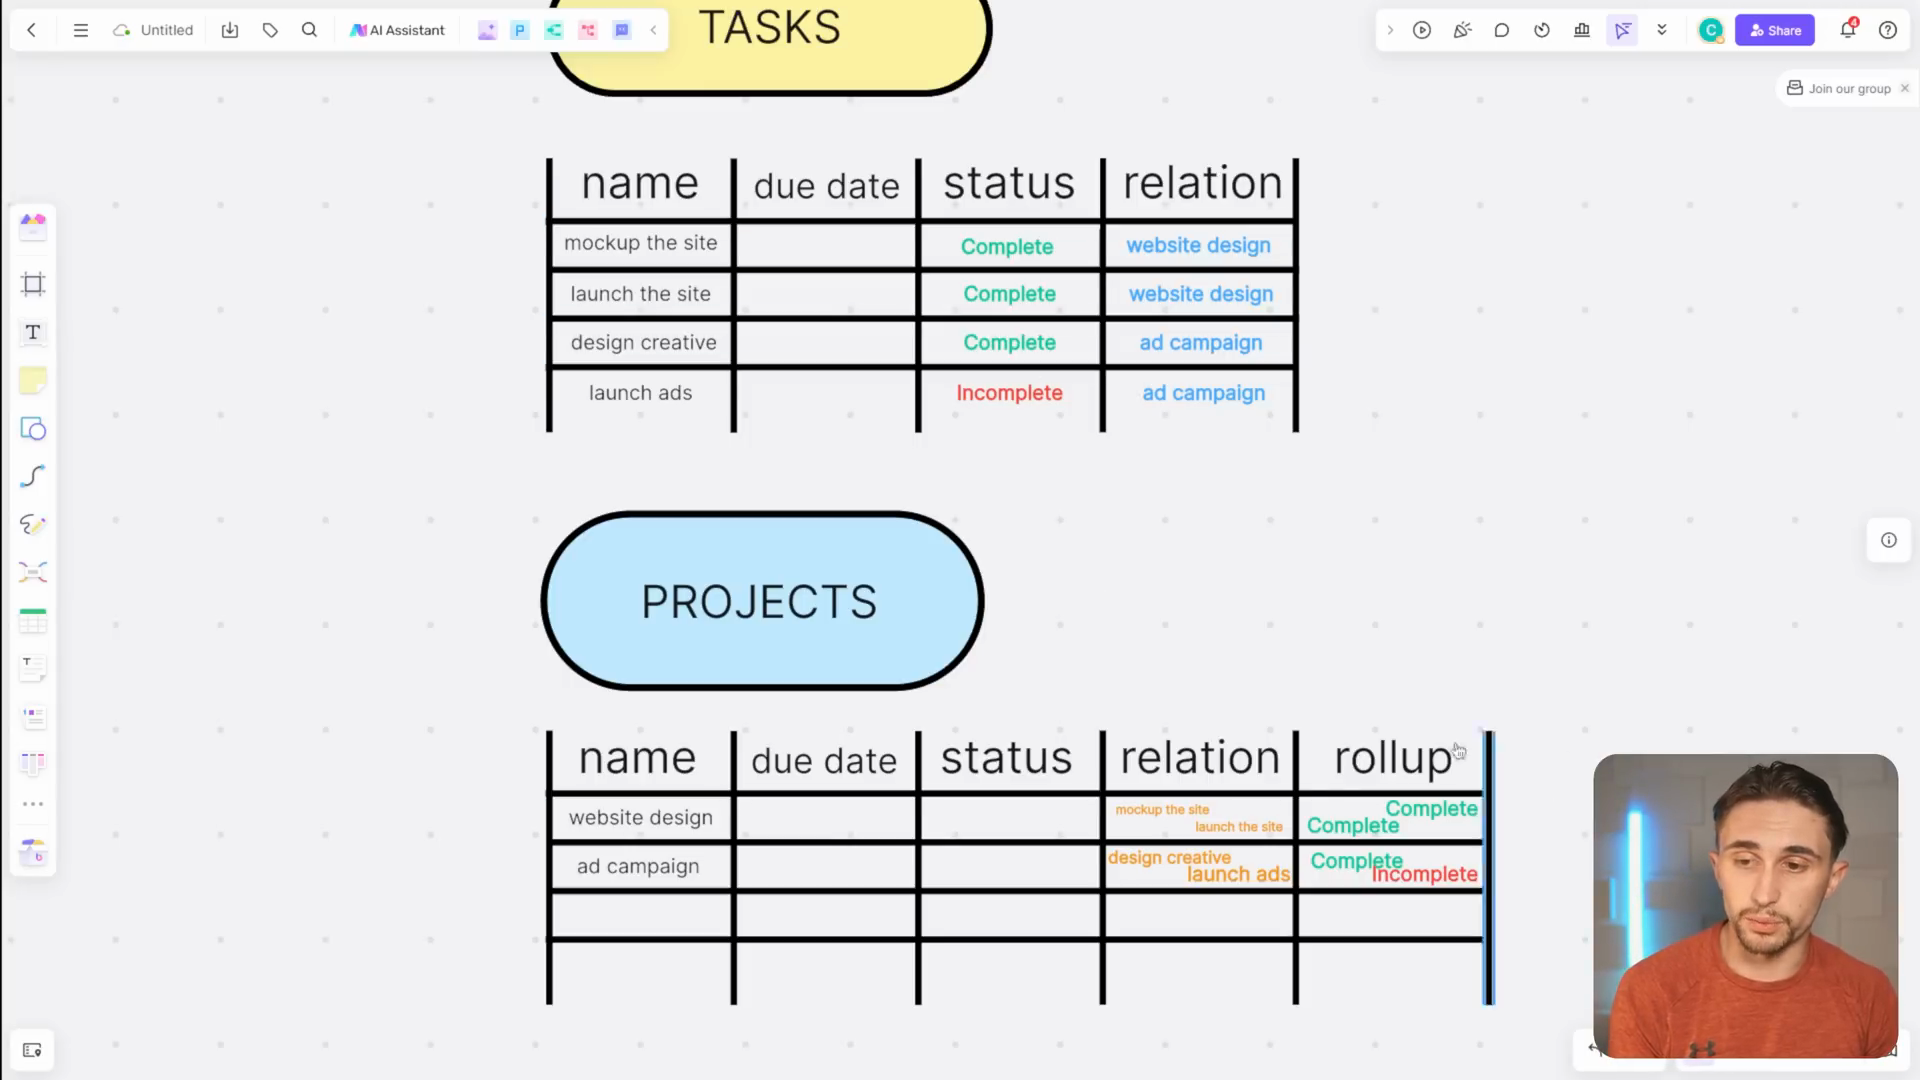 Untitled
AI Assistant
P
C
Share
4
Join our group
TASKS
name due date status relation
mockup the site Complete website design
launch the site Complete website design
design creative Complete ad campaign
launch ads Incomplete ad campaign
T
T
PROJECTS
name due date status relation rollup
website design mockup the site launch the site Complete Complete
ad campaign design creative launch ads Complete Incomplete
b